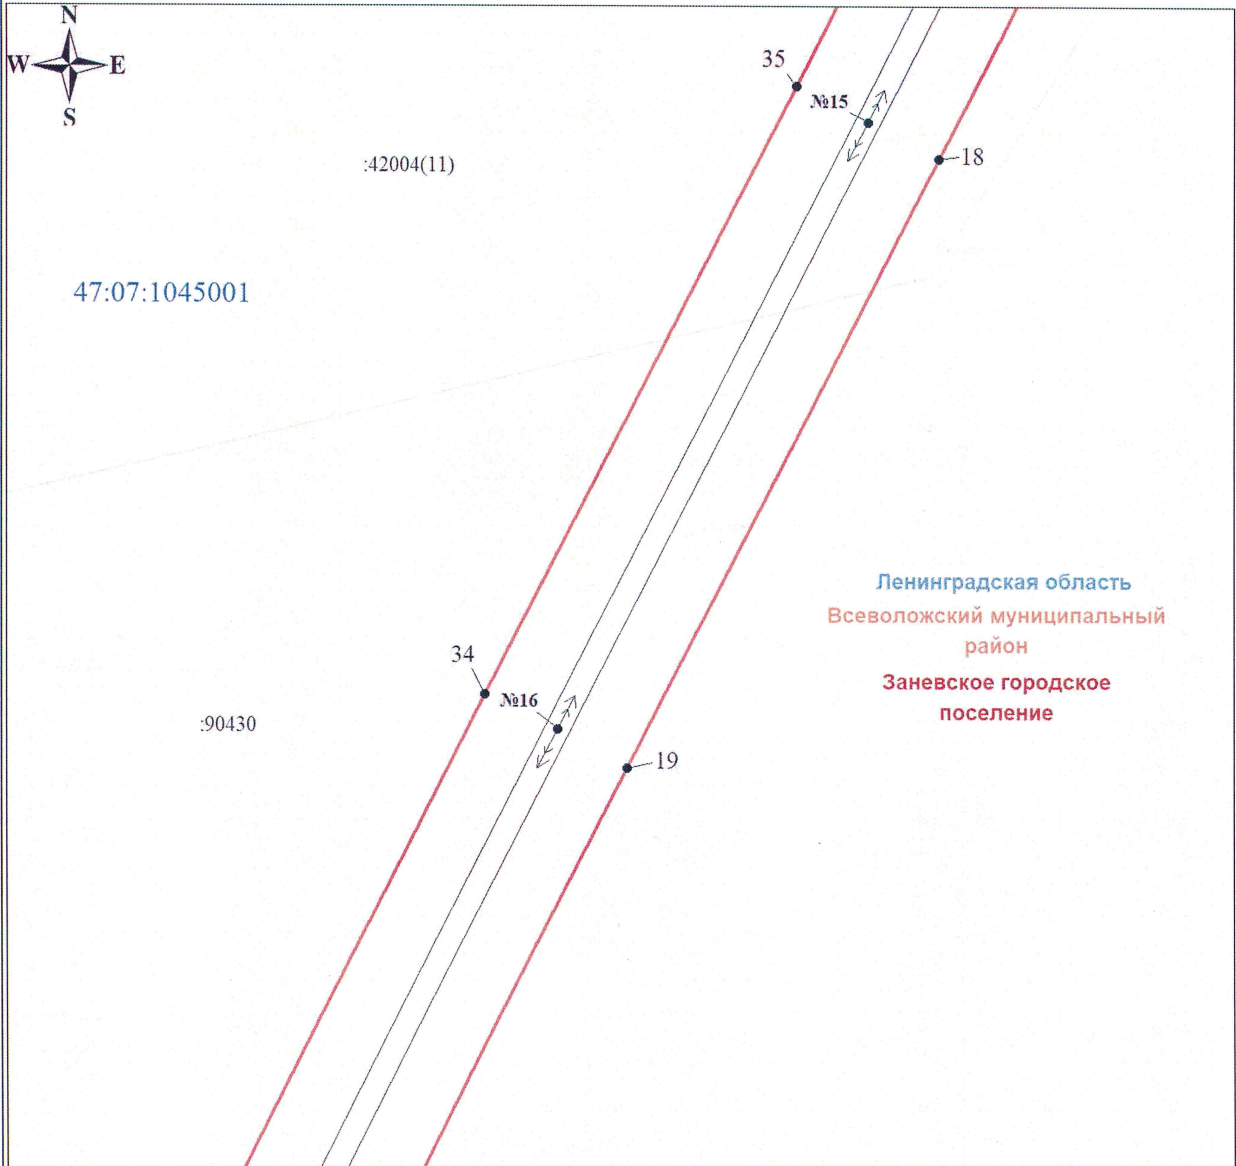 N
W E
S
35
№15
18
:42004(11)
47:07:1045001
Ленинградская область
Всеволожский муниципальный
район
Заневское городское
поселение
34
№16
:90430
19